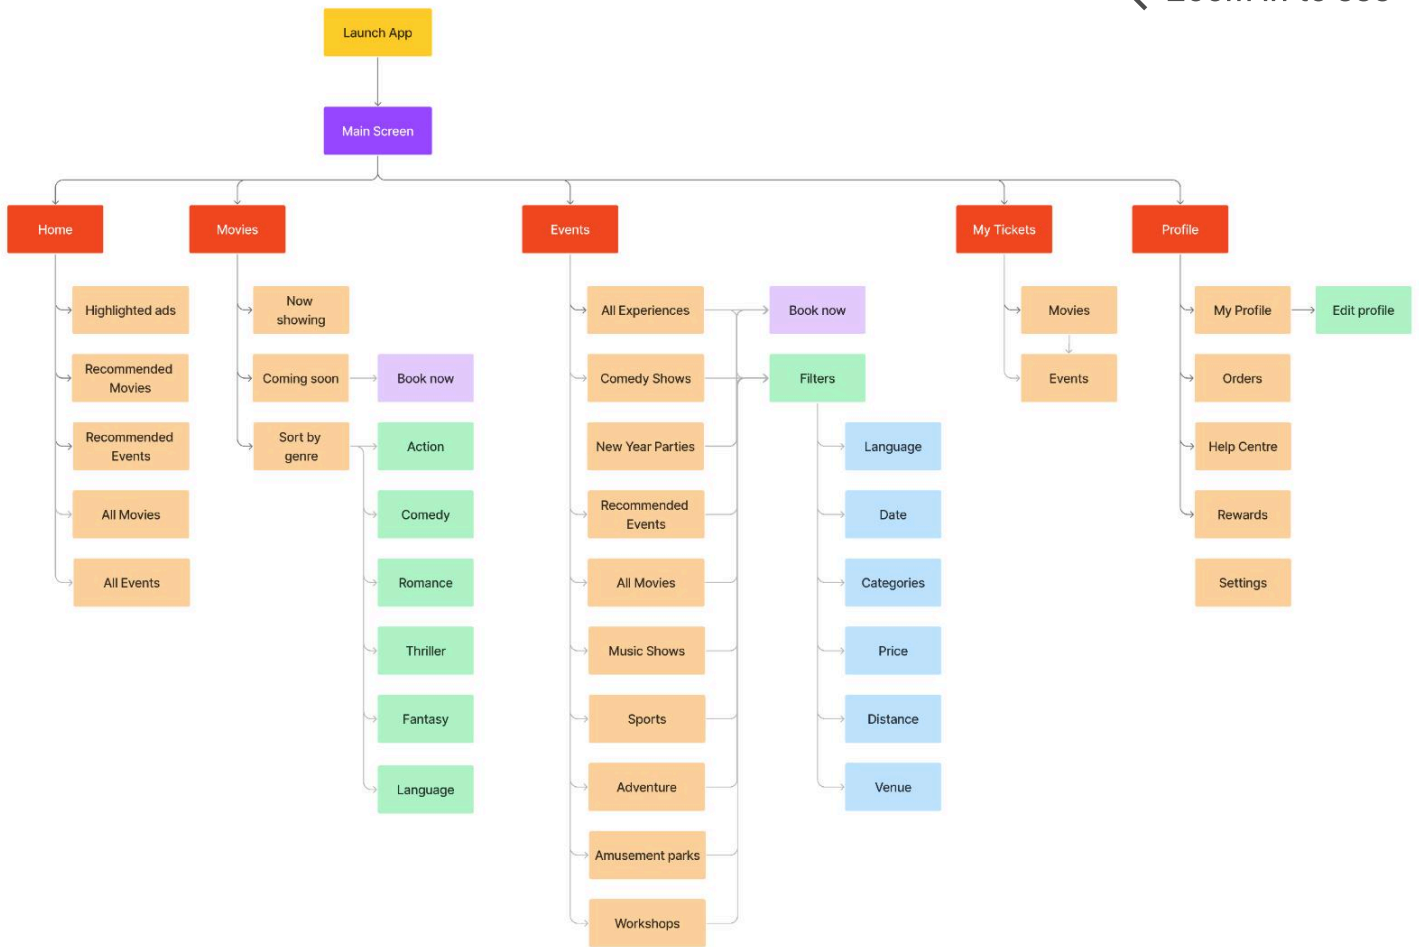 Launch App
Main Screen
Home
Movies
Events
My Tickets
Profile
Highlighted ads
Recommended
Movies
Recommended
Events
All Movies
All Events
Now
showing
Coming soon
Book now
Sort by
genre
Action
Comedy
Romance
Thriller
Fantasy
Language
All Experiences
Comedy Shows
New Year Parties
Recommended
Events
All Movies
Music Shows
Sports
Adventure
Amusement parks
Workshops
Book now
Filters
Language
Date
Categories
Price
Distance
Venue
Movies
Events
My Profile
Edit profile
Orders
Help Centre
Rewards
Settings